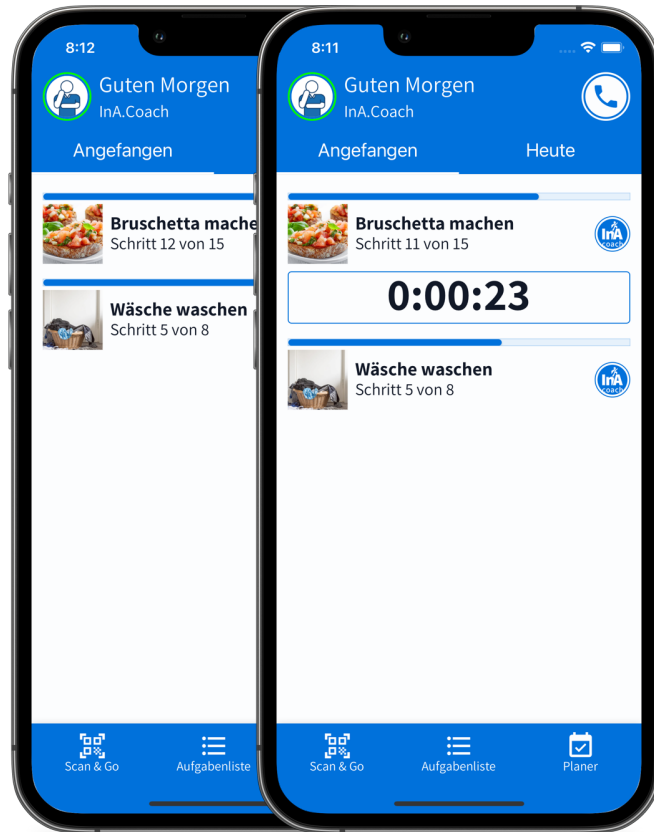 8:12
Guten Morgen
InA.Coach
Angefangen
Bruschetta mache
Schritt 12 von 15
Wäsche waschen
Schritt 5 von 8
Scan & Go
Aufgabenliste
8:11
Guten Morgen
InA.Coach
Angefangen
Heute
Bruschetta machen
Schritt 11 von 15
InA
coach
0:00:23
Wäsche waschen
Schritt 5 von 8
InA
coach
Scan & Go
Aufgabenliste
Planer